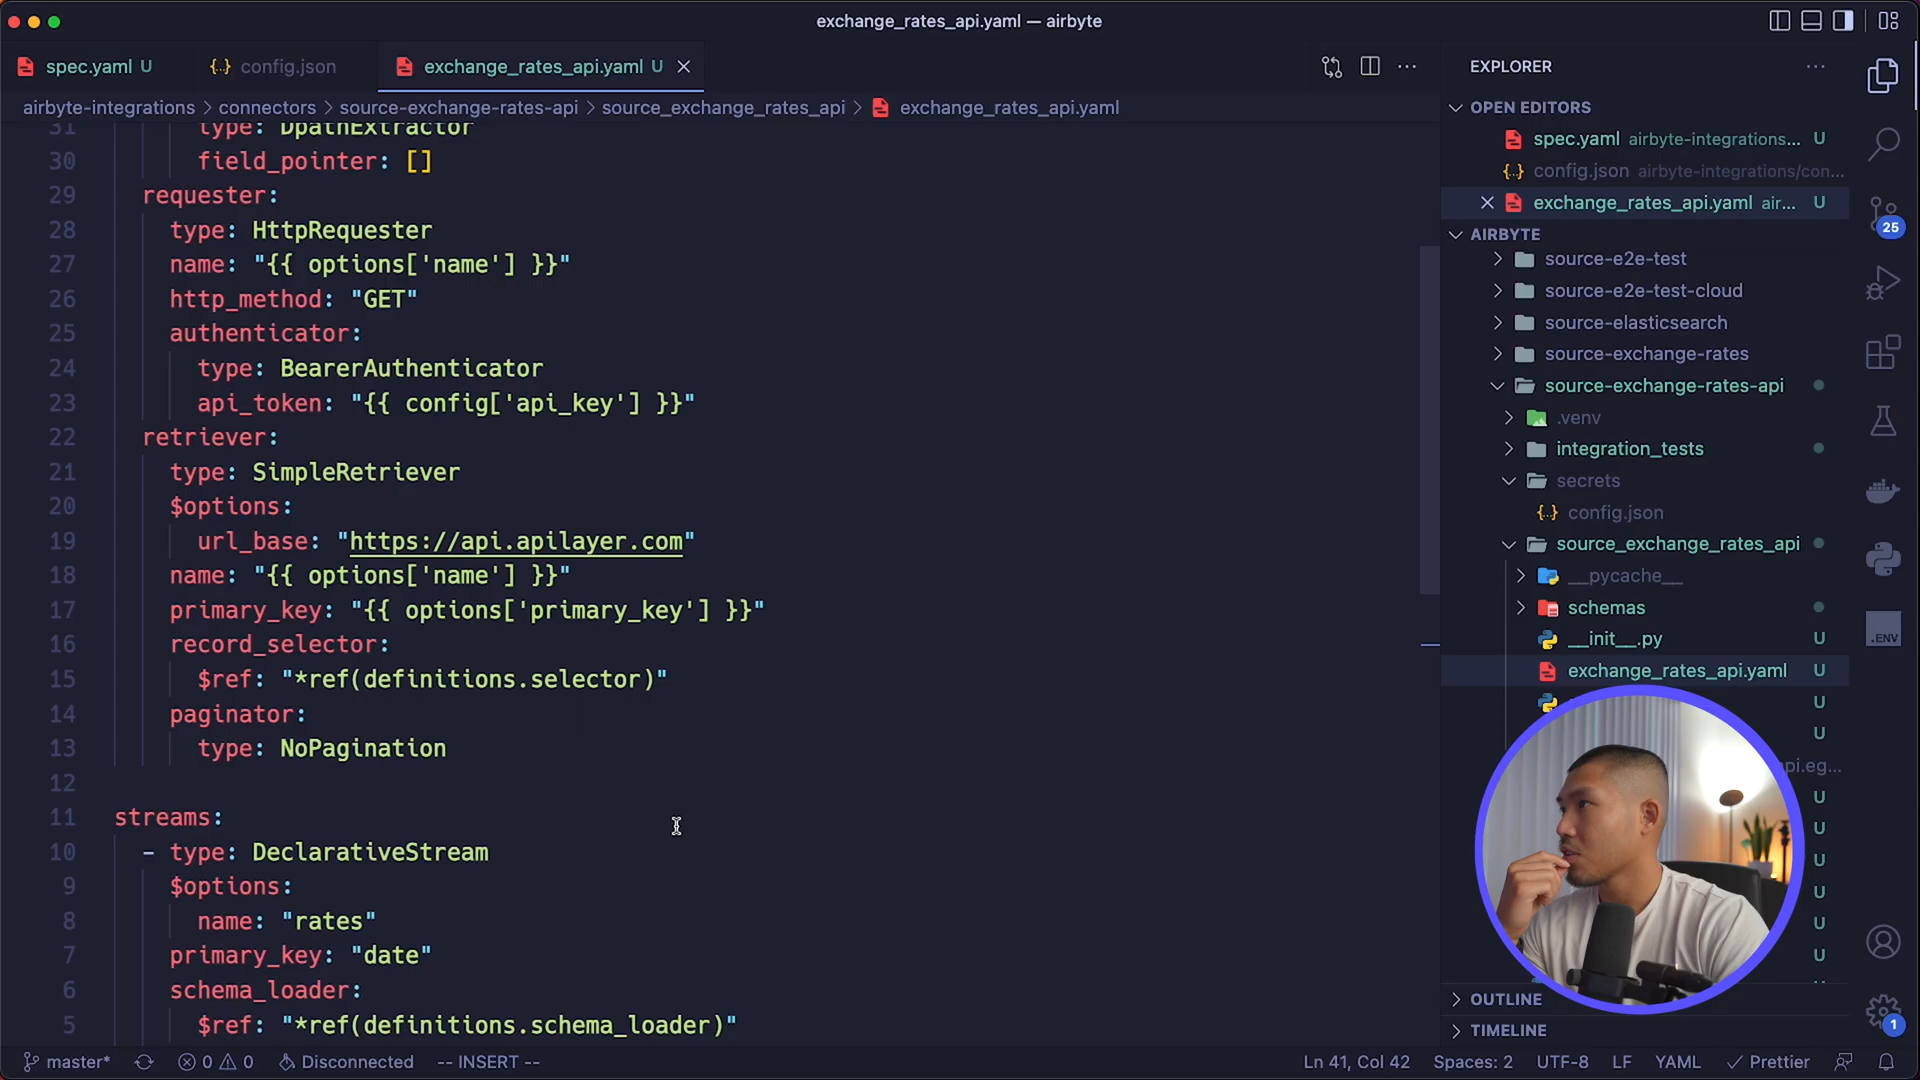 exchange_rates_api.yaml — airbyte
spec.yaml U
config.json
exchange_rates_api.yaml U
airbyte-integrations > connectors > source-exchange-rates-api > source_exchange_rates_api > exchange_rates_api.yaml
31 type: DpathExtractor
30 field_pointer: []
29 requester:
28 type: HttpRequester
27 name: "{{ options['name'] }}"
26 http_method: "GET"
25 authenticator:
24 type: BearerAuthenticator
23 api_token: "{{ config['api_key'] }}"
22 retriever:
21 type: SimpleRetriever
20 $options:
19 url_base: "https://api.apilayer.com"
18 name: "{{ options['name'] }}"
17 primary_key: "{{ options['primary_key'] }}"
16 record_selector:
15 $ref: "*ref(definitions.selector)"
14 paginator:
13 type: NoPagination
12
11 streams:
10 - type: DeclarativeStream
9 $options:
8 name: "rates"
7 primary_key: "date"
6 schema_loader:
5 $ref: "*ref(definitions.schema_loader)"
EXPLORER
OPEN EDITORS
spec.yaml airbyte-integrations... U
config.json airbyte-integrations/con...
exchange_rates_api.yaml air... U
AIRBYTE
source-e2e-test
source-e2e-test-cloud
source-elasticsearch
source-exchange-rates
source-exchange-rates-api
.venv
integration_tests
secrets
config.json
source_exchange_rates_api
__pycache__
schemas
__init__.py U
exchange_rates_api.yaml U
U
U
pi.eg...
U
U
U
U
U
U
OUTLINE
TIMELINE
25
.ENV
1
master*
0 0
Disconnected
-- INSERT --
Ln 41, Col 42
Spaces: 2
UTF-8
LF
YAML
Prettier